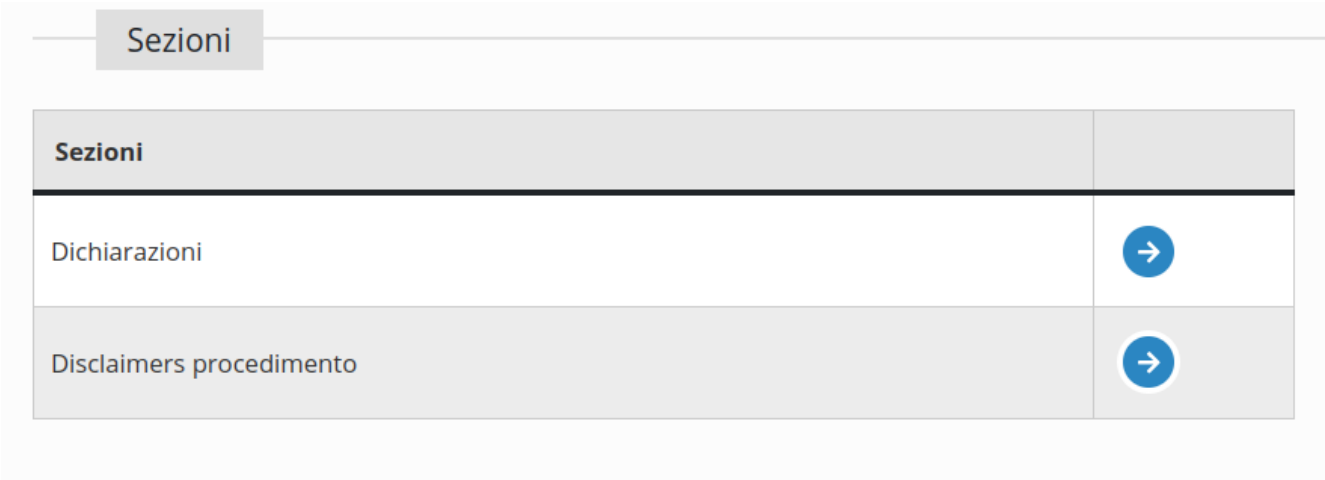 Sezioni
Sezioni
Dichiarazioni
Disclaimers procedimento